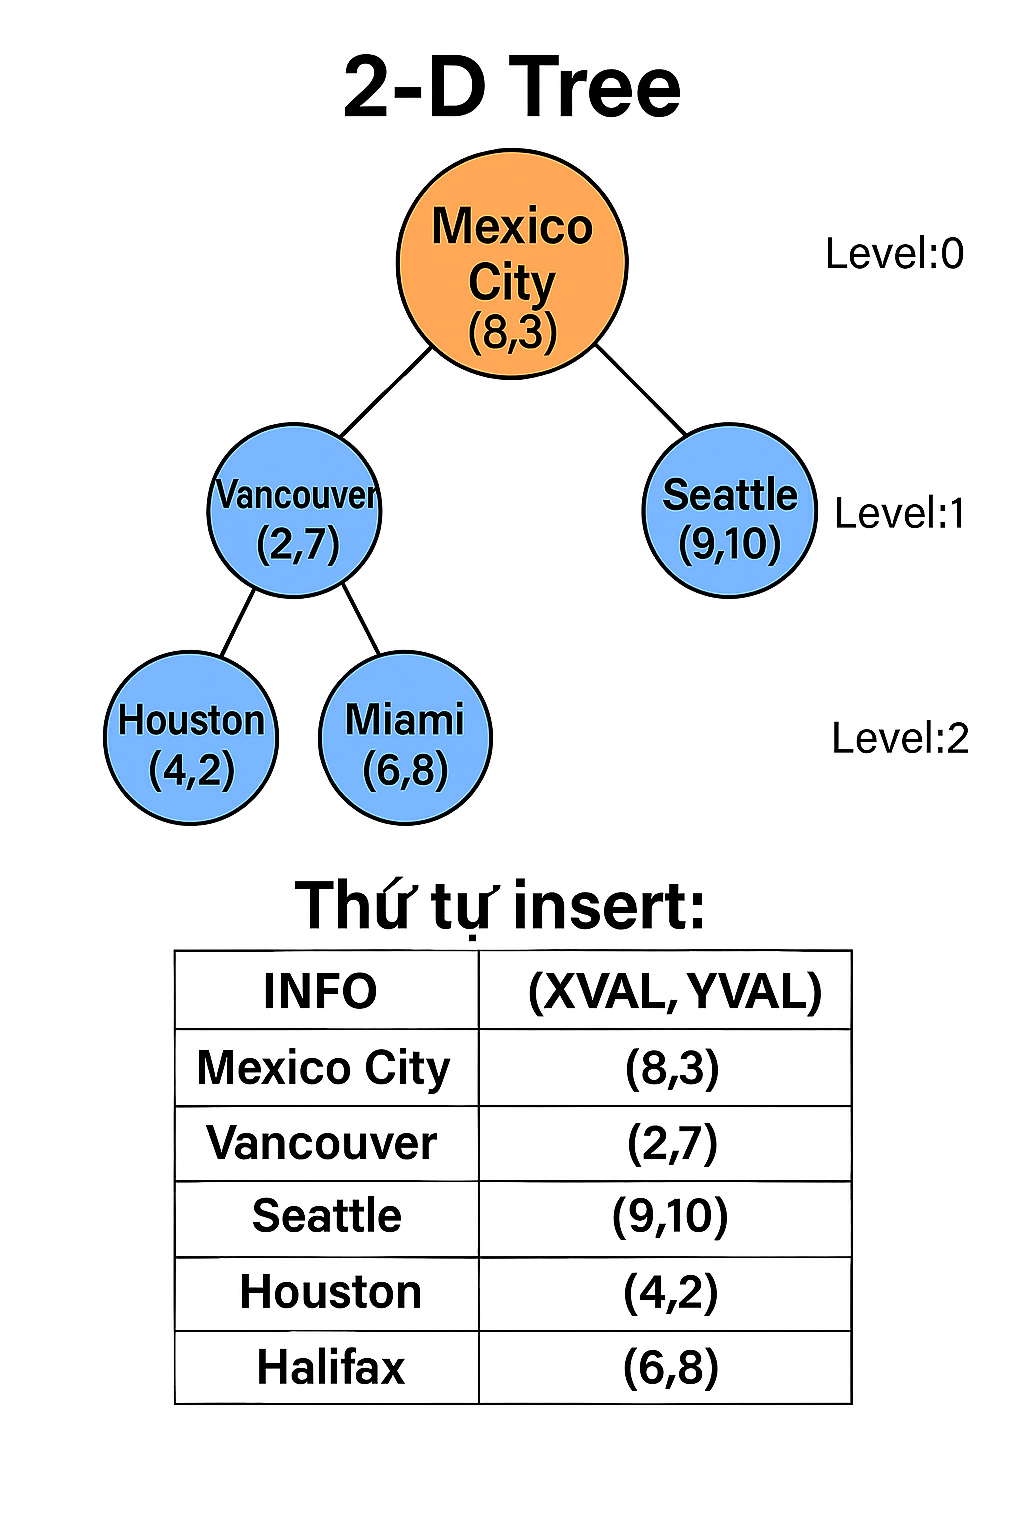 2-D Tree
Mexico
City
(8,3)
Level:0
Vancouver
(2,7)
Seattle
(9,10)
Level:1
Houston
(4,2)
Miami
(6,8)
Level:2
Thứ tự insert:
INFO (XVAL, YVAL)
Mexico City (8,3)
Vancouver (2,7)
Seattle (9,10)
Houston (4,2)
Halifax (6,8)